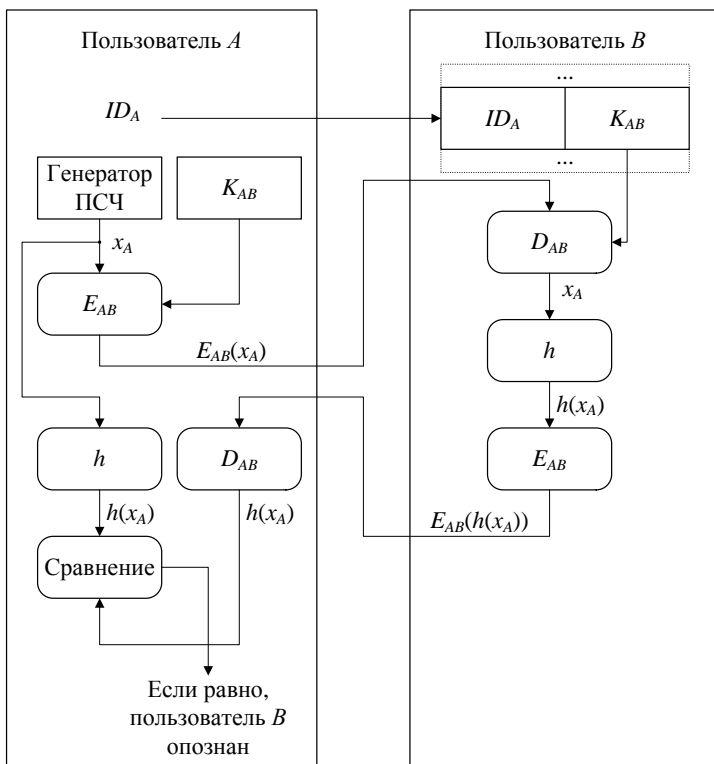 Пользователь A
Пользователь B
...
ID_A
ID_A
K_AB
...
Генератор
ПСЧ
K_AB
x_A
D_AB
E_AB
x_A
E_AB(x_A)
h
h(x_A)
h
D_AB
E_AB
h(x_A)
h(x_A)
E_AB(h(x_A))
Сравнение
Если равно,
пользователь B
опознан